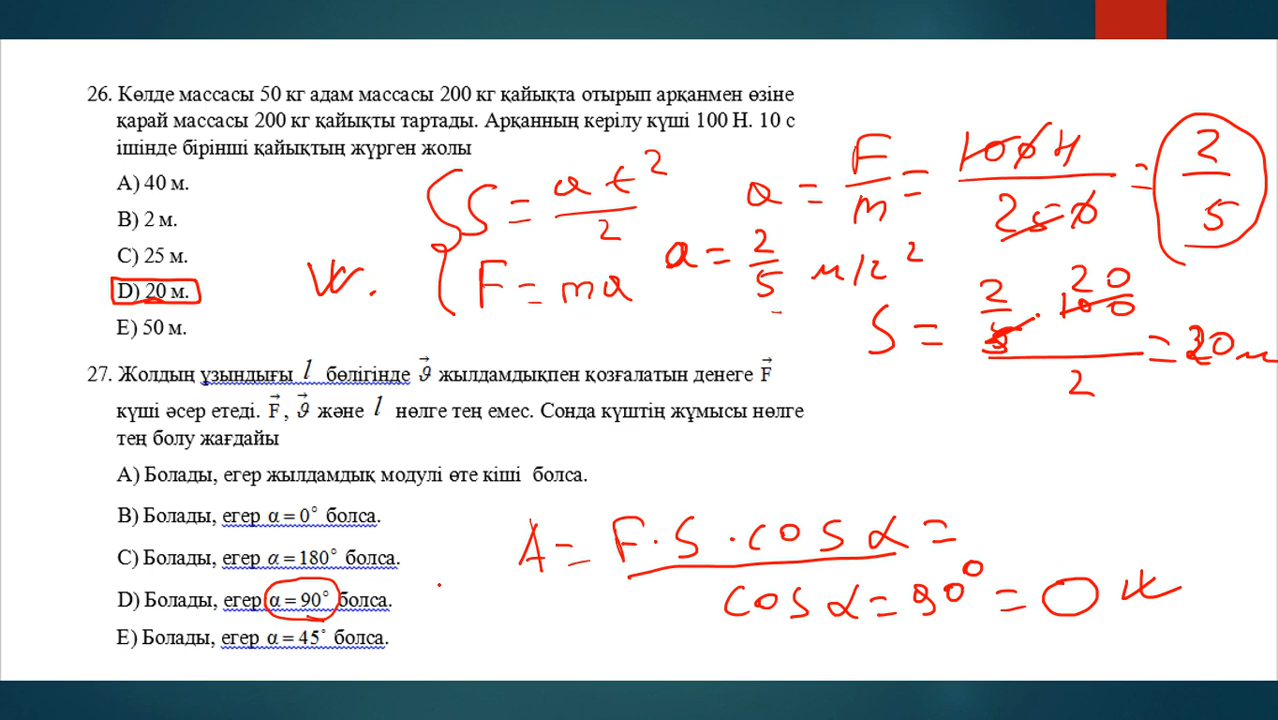 26. Көлде массасы 50 кг адам массасы 200 кг қайықта отырып арқанмен өзіне
қарай массасы 200 кг қайықты тартады. Арқанның керілу күші 100 Н. 10 с
ішінде бірінші қайықтың жүрген жолы
A) 40 м.
B) 2 м.
C) 25 м.
D) 20 м.
E) 50 м.
S = at²/2
F = ma
a = F/m = 100H/250 = 2/5
a = 2/5 м/с²
S = 2/5 · 100 20 / 2 = 20м
27. Жолдың ұзындығы l бөлігінде ϑ⃗ жылдамдықпен қозғалатын денеге F⃗
күші әсер етеді. F⃗ , ϑ⃗ және l нөлге тең емес. Сонда күштің жұмысы нөлге
тең болу жағдайы
A) Болады, егер жылдамдық модулі өте кіші болса.
B) Болады, егер α = 0° болса.
C) Болады, егер α = 180° болса.
D) Болады, егер α = 90° болса.
E) Болады, егер α = 45° болса.
A = F · S · cos α =
cos α = 90° = 0